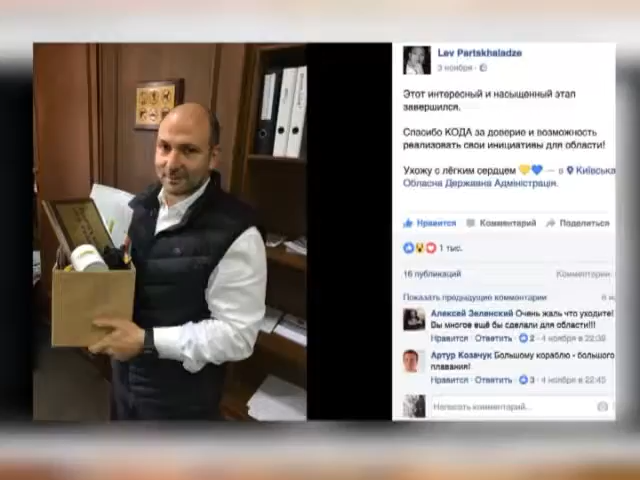 Lev Partskhaladze
3 ноября ·
Этот интересный и насыщенный этап
завершился.
Спасибо КОДА за доверие и возможность
реализовать свои инициативы для области!
Ухожу с лёгким сердцем 💛💙 — в Київська
Обласна Державна Адміністрація.
Нравится Комментарий Поделиться
1 тыс.
16 публикаций Комментарии:
Показать предыдущие комментарии
Алексей Зеленский Очень жаль что уходите!
Вы многое ещё бы сделали для области!!!
Нравится · Ответить · 2 · 4 ноября в 22:39
Артур Козачук Большому кораблю - большого
плавания!
Нравится · Ответить · 3 · 4 ноября в 22:45
Написать комментарий...